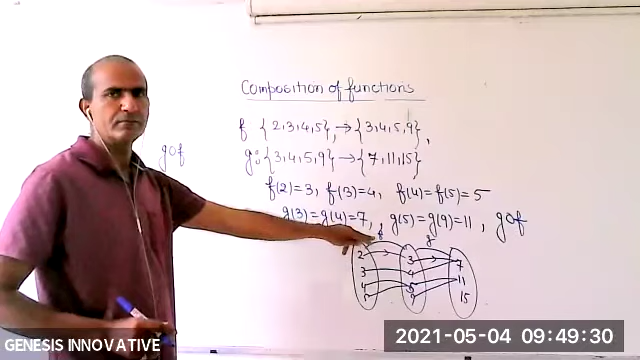 Composition of functions
f {2,3,4,5} → {3,4,5,9},
gof
g: {3,4,5,9} → {7,11,15}
f(2)=3, f(3)=4, f(4)=f(5)=5
g(3)=g(4)=7, g(5)=g(9)=11, gof
f g
2 3 7
3 4 11
4 5 15
5 9
GENESIS INNOVATIVE
2021-05-04 09:49:30